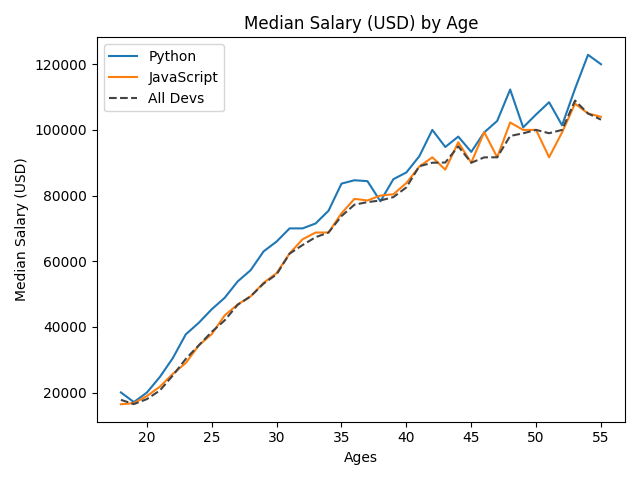 Median Salary (USD) by Age
Python
JavaScript
All Devs
120000
100000
80000
60000
40000
20000
Median Salary (USD)
20 25 30 35 40 45 50 55
Ages